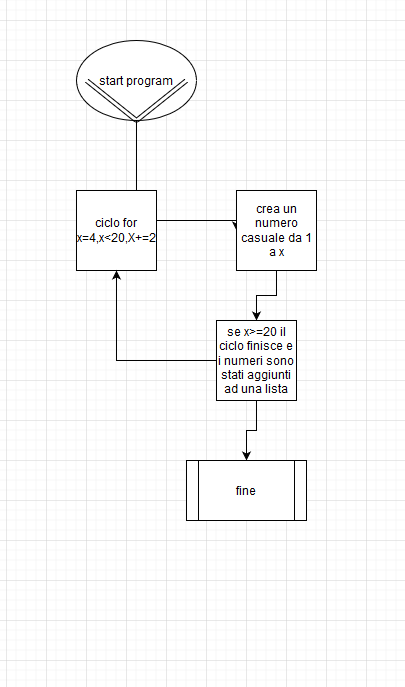 start program
ciclo for
x=4,x<20,X+=2
crea un
numero
casuale da 1
a x
se x>=20 il
ciclo finisce e
i numeri sono
stati aggiunti
ad una lista
fine